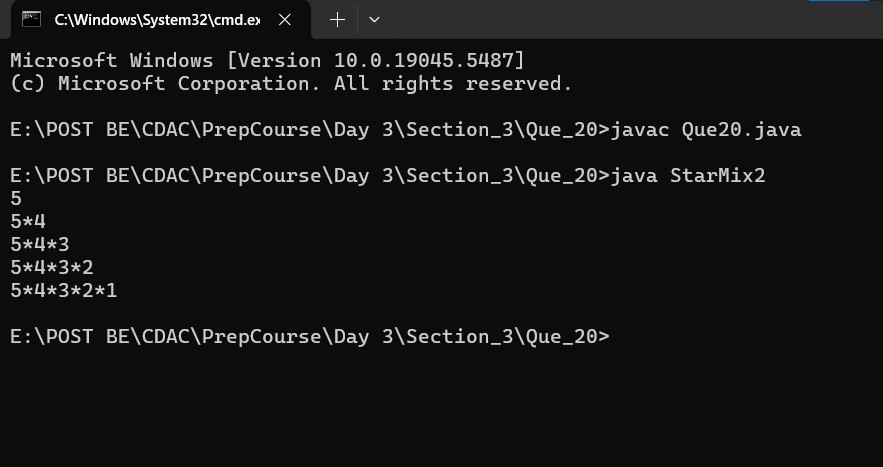 C:\Windows\System32\cmd.ex
Microsoft Windows [Version 10.0.19045.5487]
(c) Microsoft Corporation. All rights reserved.
E:\POST BE\CDAC\PrepCourse\Day 3\Section_3\Que_20>javac Que20.java
E:\POST BE\CDAC\PrepCourse\Day 3\Section_3\Que_20>java StarMix2
5
5*4
5*4*3
5*4*3*2
5*4*3*2*1
E:\POST BE\CDAC\PrepCourse\Day 3\Section_3\Que_20>